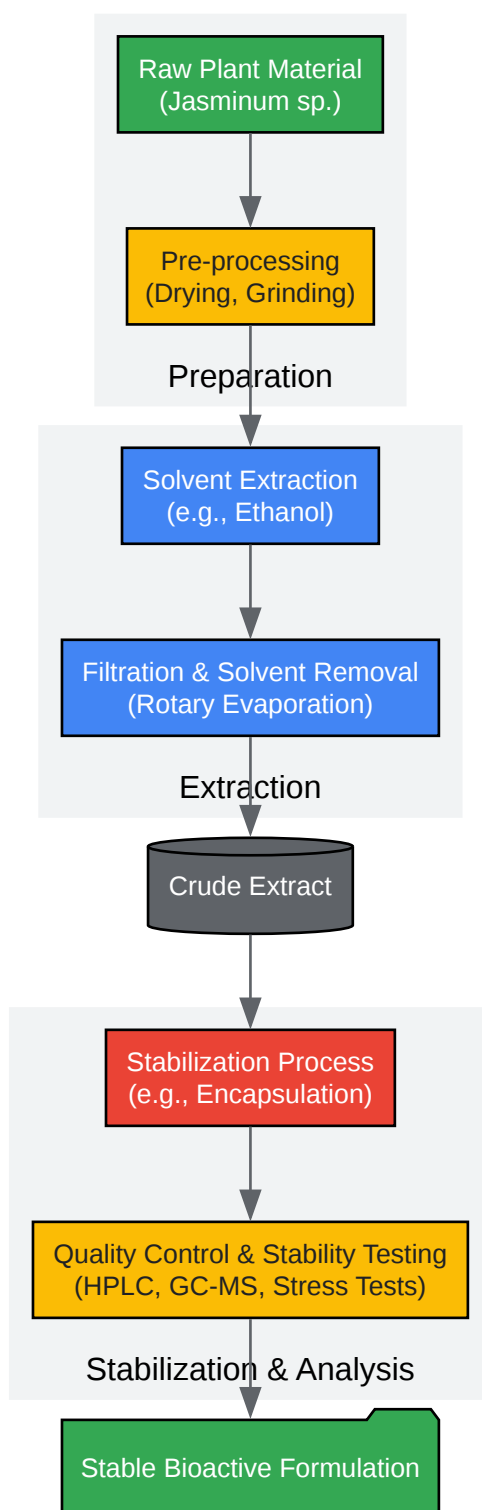 Raw Plant Material
(Jasminum sp.)
Pre-processing
(Drying, Grinding)
Preparation
Solvent Extraction
(e.g., Ethanol)
Filtration & Solvent Removal
(Rotary Evaporation)
Extraction
Crude Extract
Stabilization Process
(e.g., Encapsulation)
Quality Control & Stability Testing
(HPLC, GC-MS, Stress Tests)
Stabilization & Analysis
Stable Bioactive Formulation